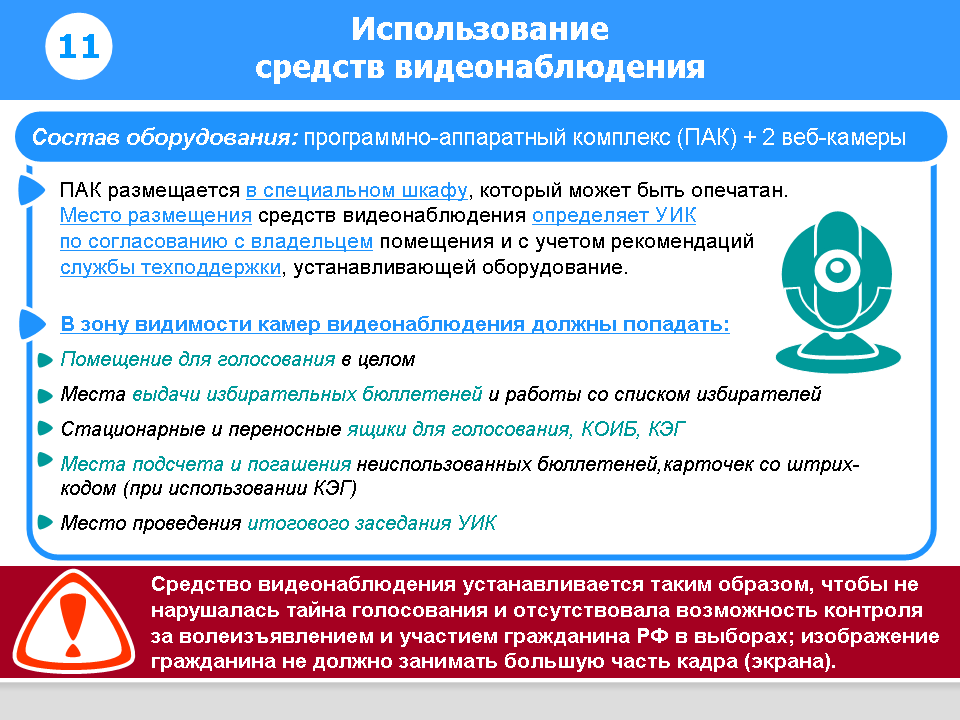 11
Использование
средств видеонаблюдения
Состав оборудования: программно-аппаратный комплекс (ПАК) + 2 веб-камеры
ПАК размещается в специальном шкафу, который может быть опечатан.
Место размещения средств видеонаблюдения определяет УИК
по согласованию с владельцем помещения и с учетом рекомендаций
службы техподдержки, устанавливающей оборудование.
В зону видимости камер видеонаблюдения должны попадать:
Помещение для голосования в целом
Места выдачи избирательных бюллетеней и работы со списком избирателей
Стационарные и переносные ящики для голосования, КОИБ, КЭГ
Места подсчета и погашения неиспользованных бюллетеней,карточек со штрих-
кодом (при использовании КЭГ)
Место проведения итогового заседания УИК
Средство видеонаблюдения устанавливается таким образом, чтобы не
нарушалась тайна голосования и отсутствовала возможность контроля
за волеизъявлением и участием гражданина РФ в выборах; изображение
гражданина не должно занимать большую часть кадра (экрана).